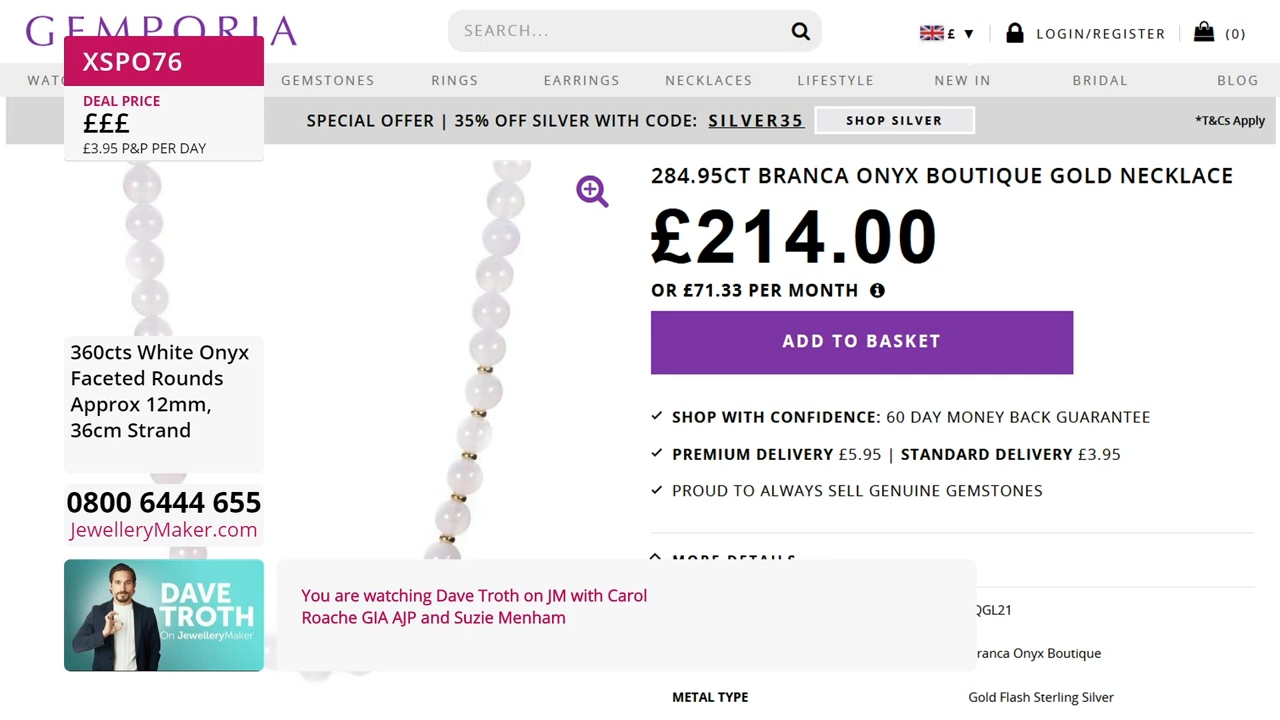 GEMPORIA
SEARCH...
£ ▼
LOGIN/REGISTER
(0)
GEMSTONES
RINGS
EARRINGS
NECKLACES
LIFESTYLE
NEW IN
BRIDAL
BLOG
XSPO76
DEAL PRICE
£££
£3.95 P&P PER DAY
SPECIAL OFFER | 35% OFF SILVER WITH CODE: SILVER35
SHOP SILVER
*T&Cs Apply
284.95CT BRANCA ONYX BOUTIQUE GOLD NECKLACE
£214.00
OR £71.33 PER MONTH
ADD TO BASKET
SHOP WITH CONFIDENCE: 60 DAY MONEY BACK GUARANTEE
PREMIUM DELIVERY £5.95 | STANDARD DELIVERY £3.95
PROUD TO ALWAYS SELL GENUINE GEMSTONES
MORE DETAILS
QGL21
Branca Onyx Boutique
METAL TYPE
Gold Flash Sterling Silver
360cts White Onyx
Faceted Rounds
Approx 12mm,
36cm Strand
0800 6444 655
JewelleryMaker.com
DAVE
TROTH
On JewelleryMaker
You are watching Dave Troth on JM with Carol
Roache GIA AJP and Suzie Menham